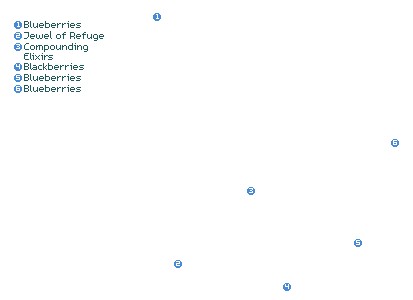 1 Blueberries
2 Jewel of Refuge
3 Compounding
Elixirs
4 Blackberries
5 Blueberries
6 Blueberries
1
6
3
5
2
4